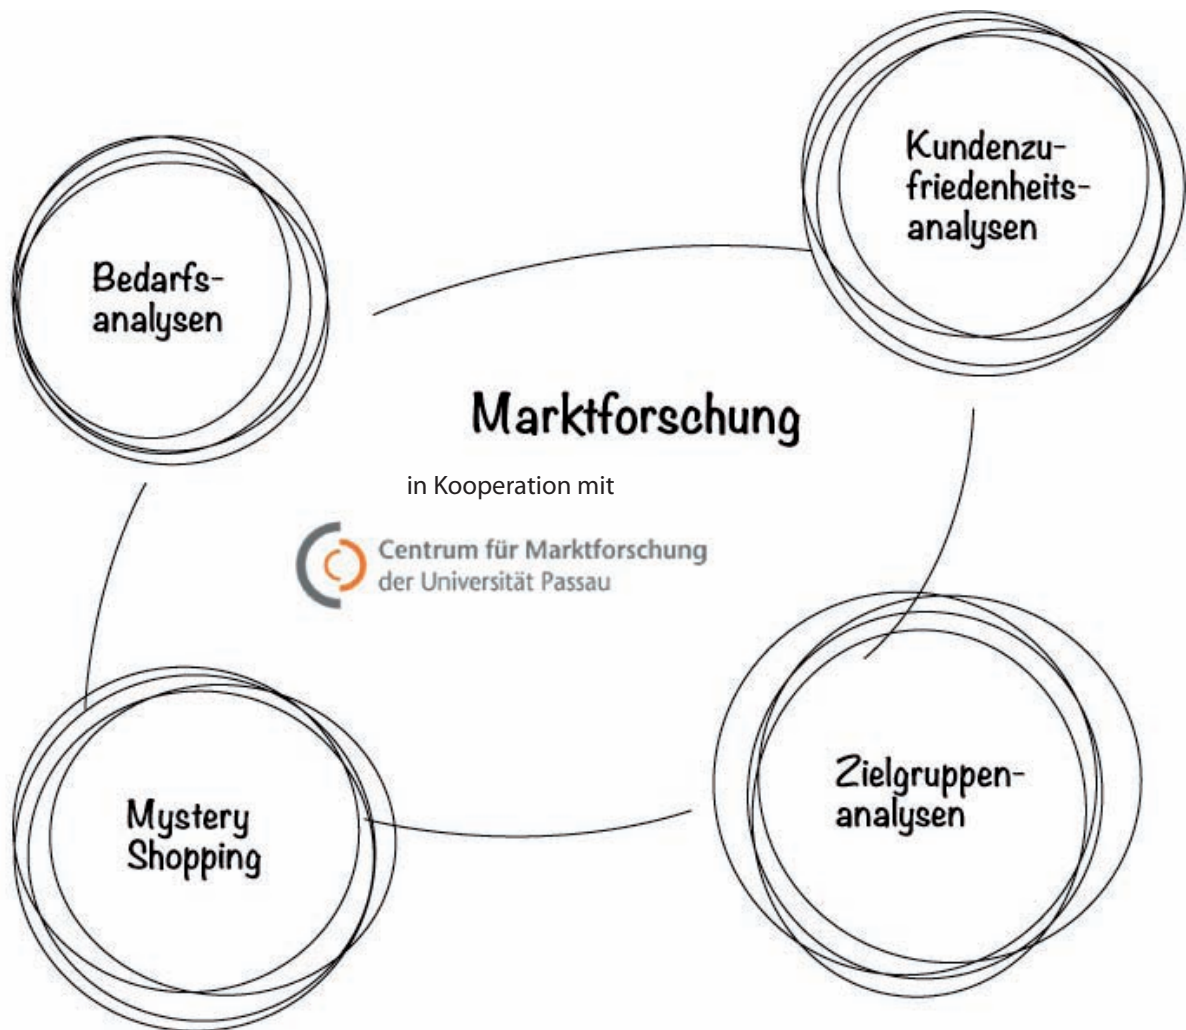 Kundenzu-
friedenheits-
analysen
Bedarfs-
analysen
Marktforschung
in Kooperation mit
Centrum für Marktforschung
der Universität Passau
Zielgruppen-
analysen
Mystery
Shopping